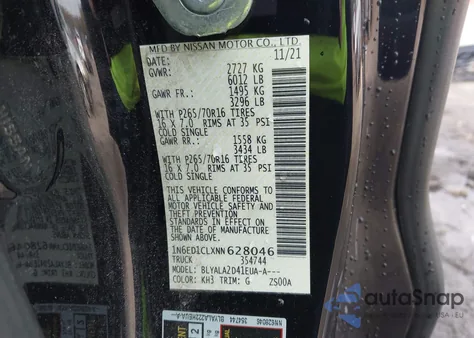 MFD BY NISSAN MOTOR CO., LTD.
DATE: 11/21
GVWR: 2727 KG
6012 LB
GAWR FR.: 1495 KG
3296 LB
WITH P265/70R16 TIRES
16 X 7.0 RIMS AT 35 PSI
COLD SINGLE
GAWR RR.: 1558 KG
3434 LB
WITH P265/70R16 TIRES
16 X 7.0 RIMS AT 35 PSI
COLD SINGLE
THIS VEHICLE CONFORMS TO
ALL APPLICABLE FEDERAL
MOTOR VEHICLE SAFETY AND
THEFT PREVENTION
STANDARDS IN EFFECT ON
THE DATE OF MANUFACTURE
SHOWN ABOVE.
1N6ED1CLXNN628046
TRUCK 354744
MODEL: BLYALA2D41EUA-A---
COLOR: KH3 TRIM: G ZS00A
NISSAN
NN628046 354744
autoSnap